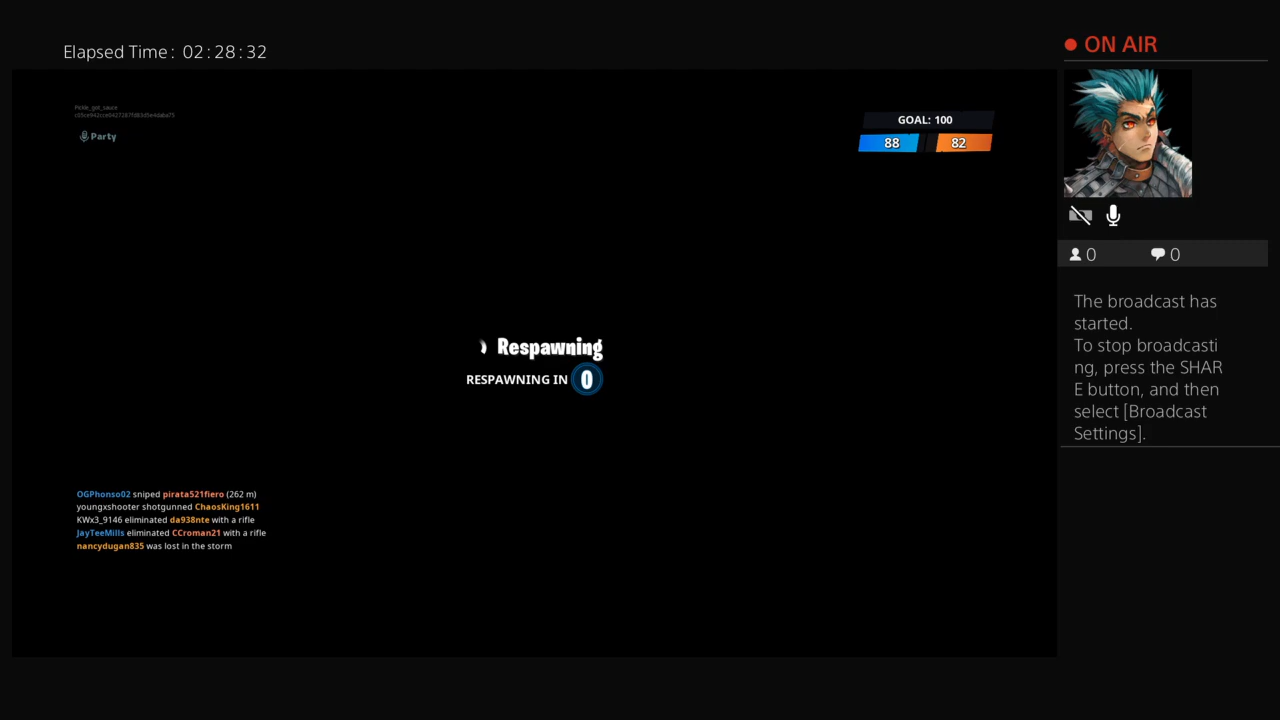 Elapsed Time: 02:28:32
ON AIR
Pickle_got_sauce
Party
GOAL: 100
88 82
0 0
The broadcast has
started.
To stop broadcasti
ng, press the SHAR
E button, and then
select [Broadcast
Settings].
Respawning
RESPAWNING IN 0
OGPhonso02 sniped pirata521fiero (262 m)
youngxshooter shotgunned ChaosKing1611
KWx3_9146 eliminated da938nte with a rifle
JayTeeMills eliminated CCroman21 with a rifle
nancydugan835 was lost in the storm